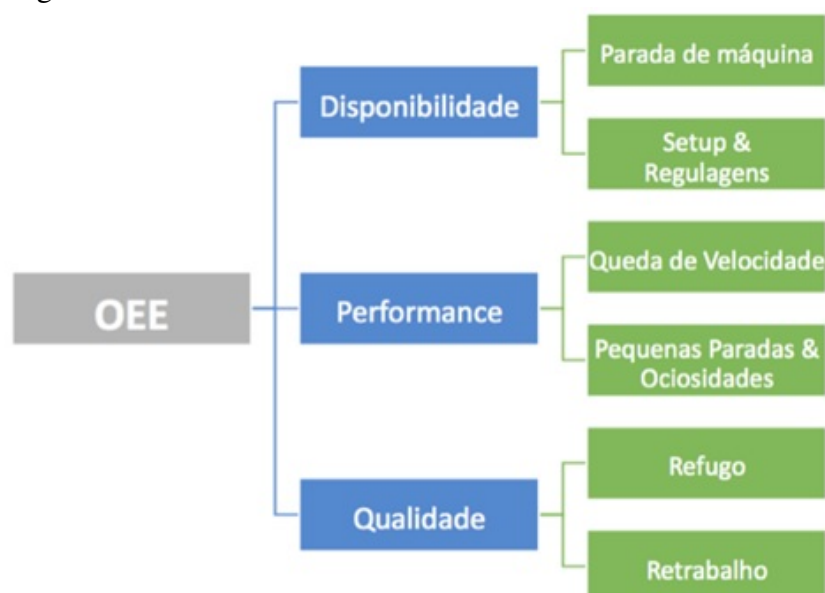 Parada de máquina
Disponibilidade
Setup &
Regulagens
Queda de Velocidade
OEE
Performance
Pequenas Paradas &
Ociosidades
Refugo
Qualidade
Retrabalho